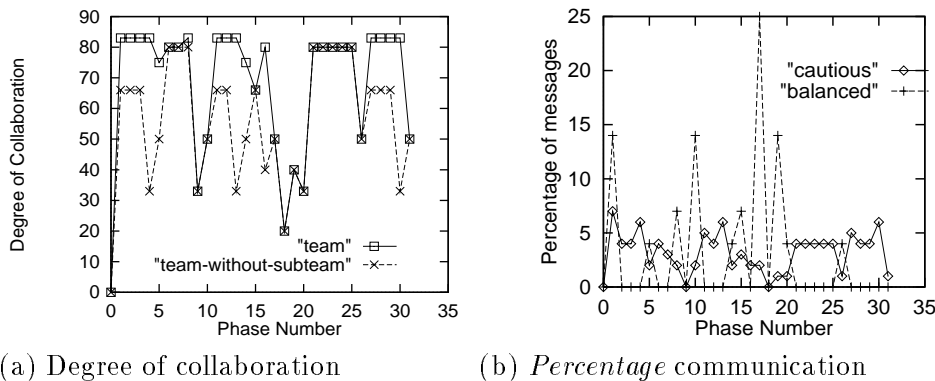 90
80
70
60
50
40
30
20
10
0
Degree of Collaboration
"team"
"team-without-subteam"
0 5 10 15 20 25 30 35
Phase Number
(a) Degree of collaboration
25
20
15
10
5
0
Percentage of messages
"cautious"
"balanced"
0 5 10 15 20 25 30 35
Phase Number
(b) Percentage communication